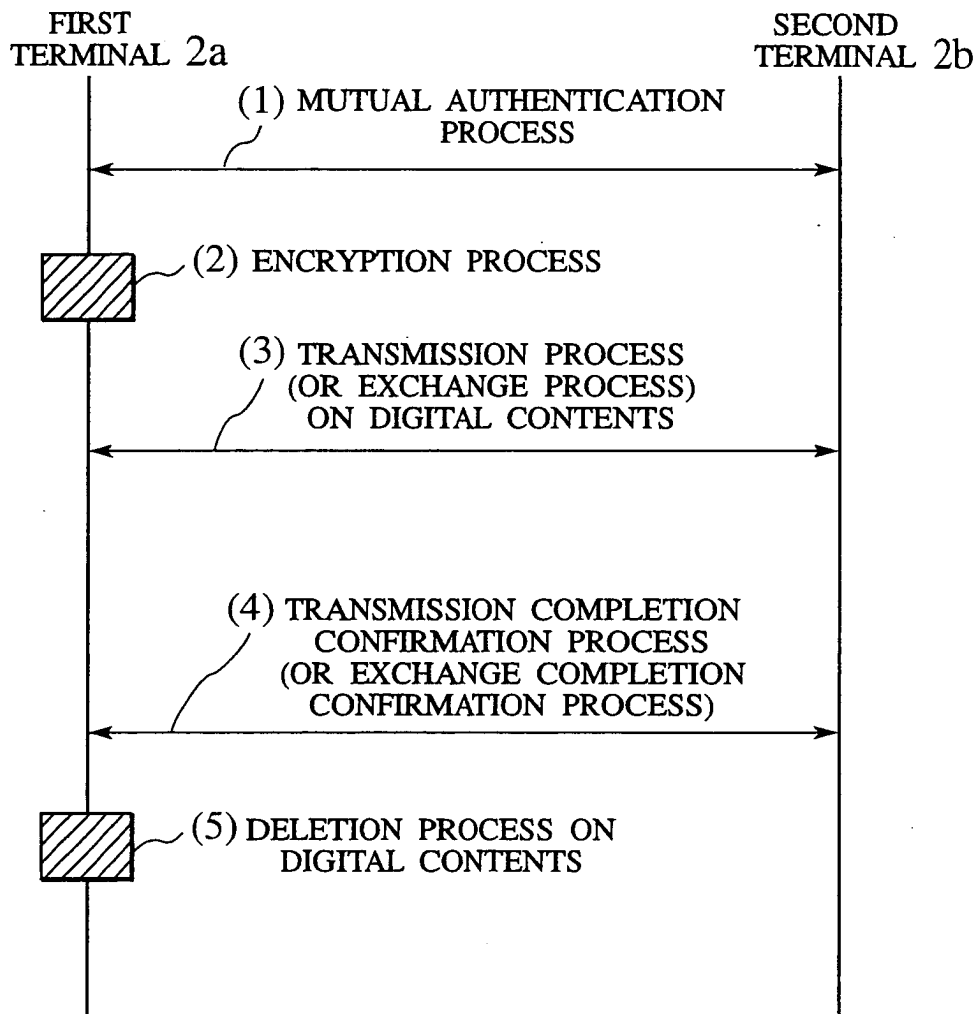 FIRST
TERMINAL 2a
SECOND
TERMINAL 2b
(1) MUTUAL AUTHENTICATION
PROCESS
(2) ENCRYPTION PROCESS
(3) TRANSMISSION PROCESS
(OR EXCHANGE PROCESS)
ON DIGITAL CONTENTS
(4) TRANSMISSION COMPLETION
CONFIRMATION PROCESS
(OR EXCHANGE COMPLETION
CONFIRMATION PROCESS)
(5) DELETION PROCESS ON
DIGITAL CONTENTS